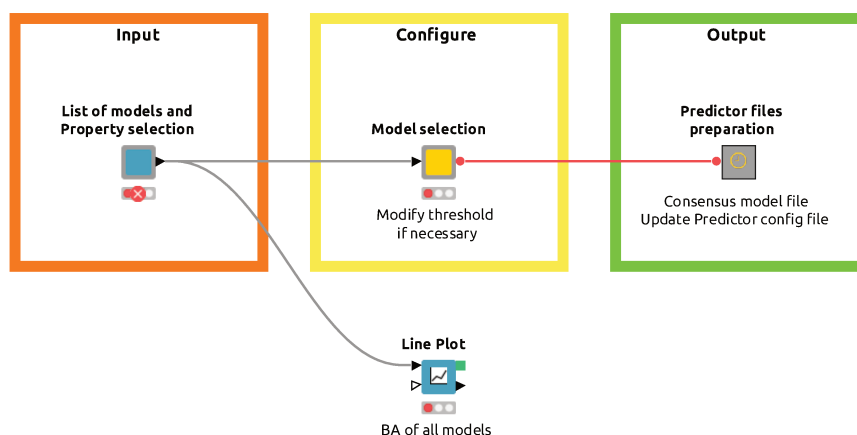 Input
Configure
Output
List of models and
Property selection
Model selection
Predictor files
preparation
Modify threshold
if necessary
Consensus model file
Update Predictor config file
Line Plot
BA of all models